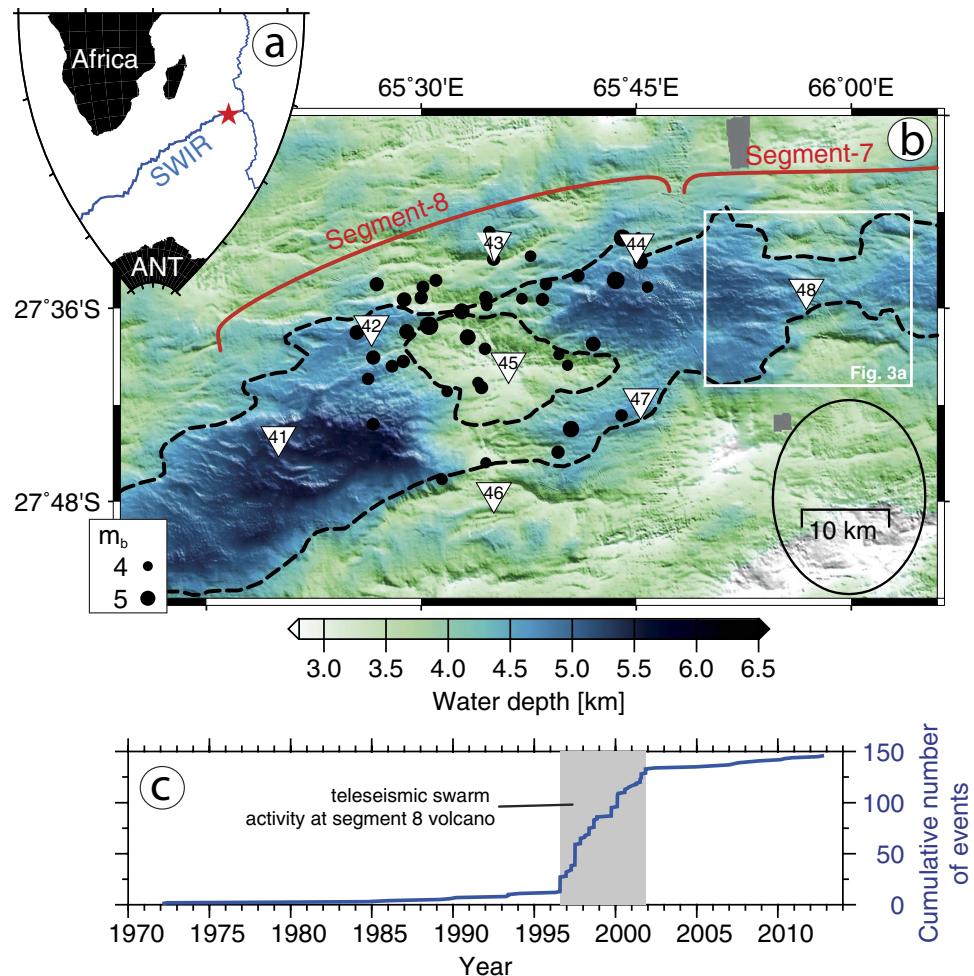 a
Africa
SWIR
ANT
65°30'E
65°45'E
66°00'E
b
Segment-7
Segment-8
43
44
27°36'S
48
42
45
Fig. 3a
47
41
46
27°48'S
10 km
m_b
4
5
3.0 3.5 4.0 4.5 5.0 5.5 6.0 6.5
Water depth [km]
c
teleseismic swarm
activity at segment 8 volcano
150
100
50
0
Cumulative number
of events
1970 1975 1980 1985 1990 1995 2000 2005 2010
Year